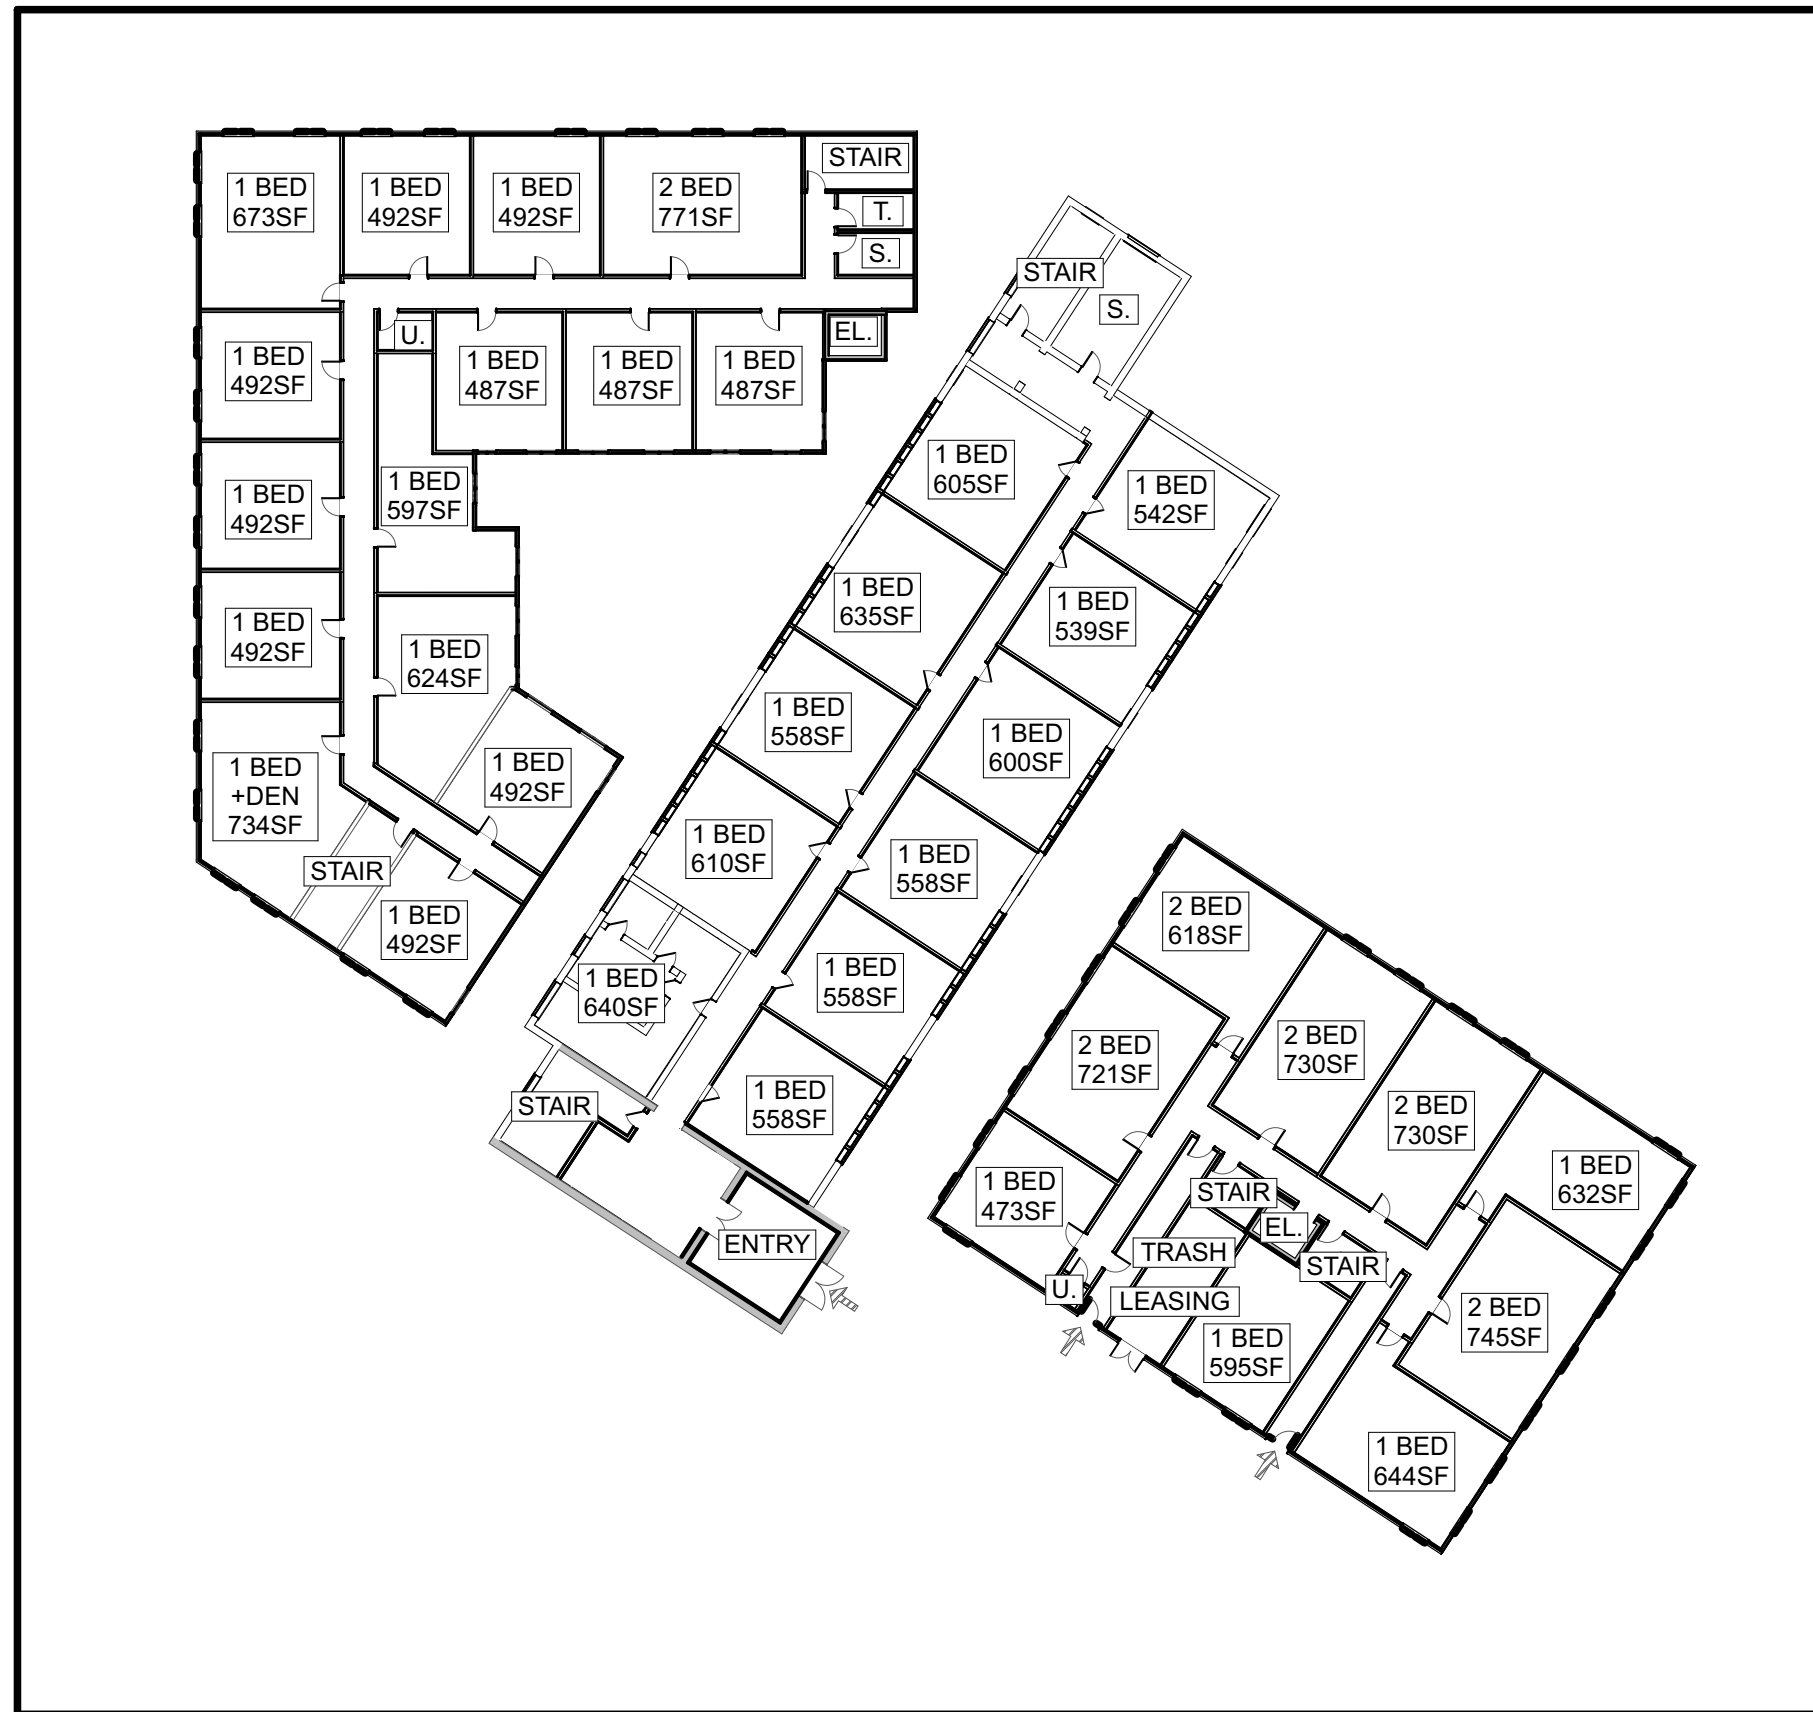 1 BED
673SF
1 BED
492SF
1 BED
492SF
2 BED
771SF
STAIR
T.
S.
1 BED
492SF
U.
1 BED
487SF
1 BED
487SF
1 BED
487SF
EL.
1 BED
492SF
1 BED
597SF
1 BED
492SF
1 BED
624SF
1 BED
+DEN
734SF
1 BED
492SF
STAIR
1 BED
492SF
STAIR
S.
1 BED
605SF
1 BED
542SF
1 BED
635SF
1 BED
539SF
1 BED
558SF
1 BED
600SF
1 BED
610SF
1 BED
558SF
1 BED
640SF
1 BED
558SF
STAIR
1 BED
558SF
ENTRY
2 BED
618SF
2 BED
721SF
2 BED
730SF
2 BED
730SF
1 BED
632SF
1 BED
473SF
STAIR
EL.
TRASH
STAIR
U.
LEASING
1 BED
595SF
2 BED
745SF
1 BED
644SF